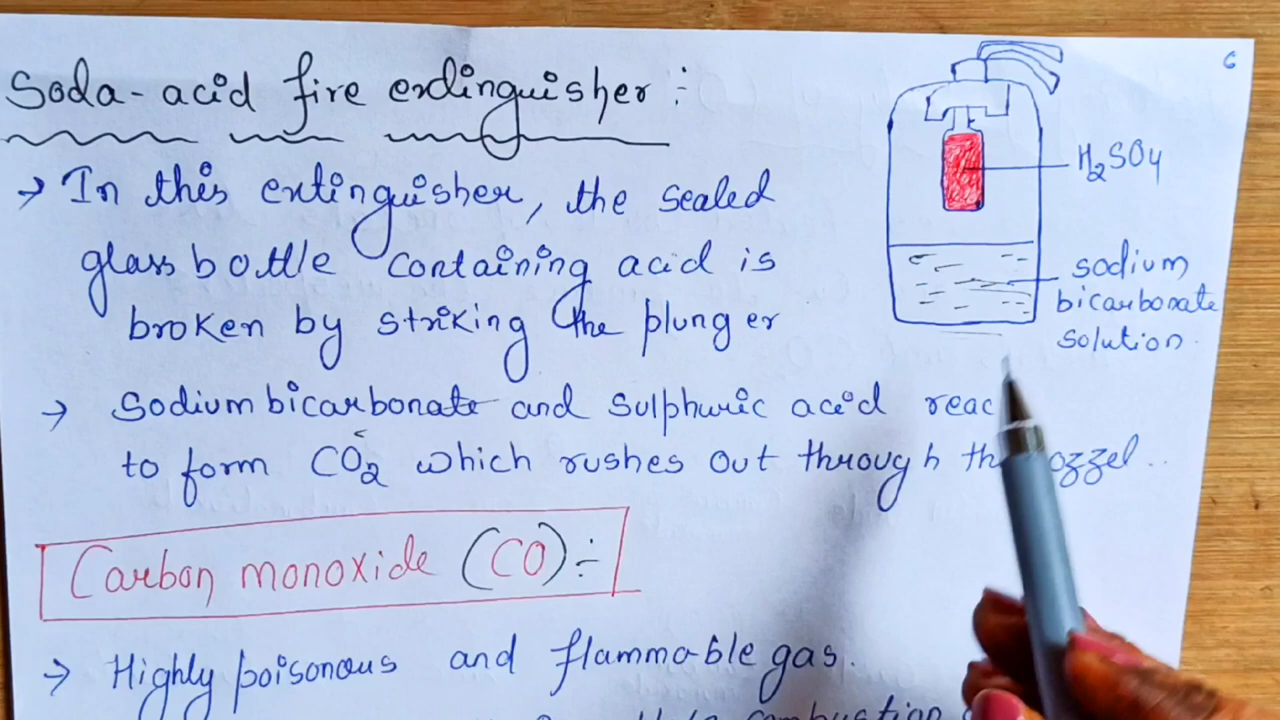 6
Soda-acid fire extinguisher :-
→ In this extinguisher, the sealed
glass bottle containing acid is
broken by striking the plunger
H2SO4
sodium
bicarbonate
solution.
→ Sodium bicarbonate and sulphuric acid reac
to form CO2 which rushes out through th ozzel..
Carbon monoxide (CO) :-
→ Highly poisonous and flammable gas.
combustion